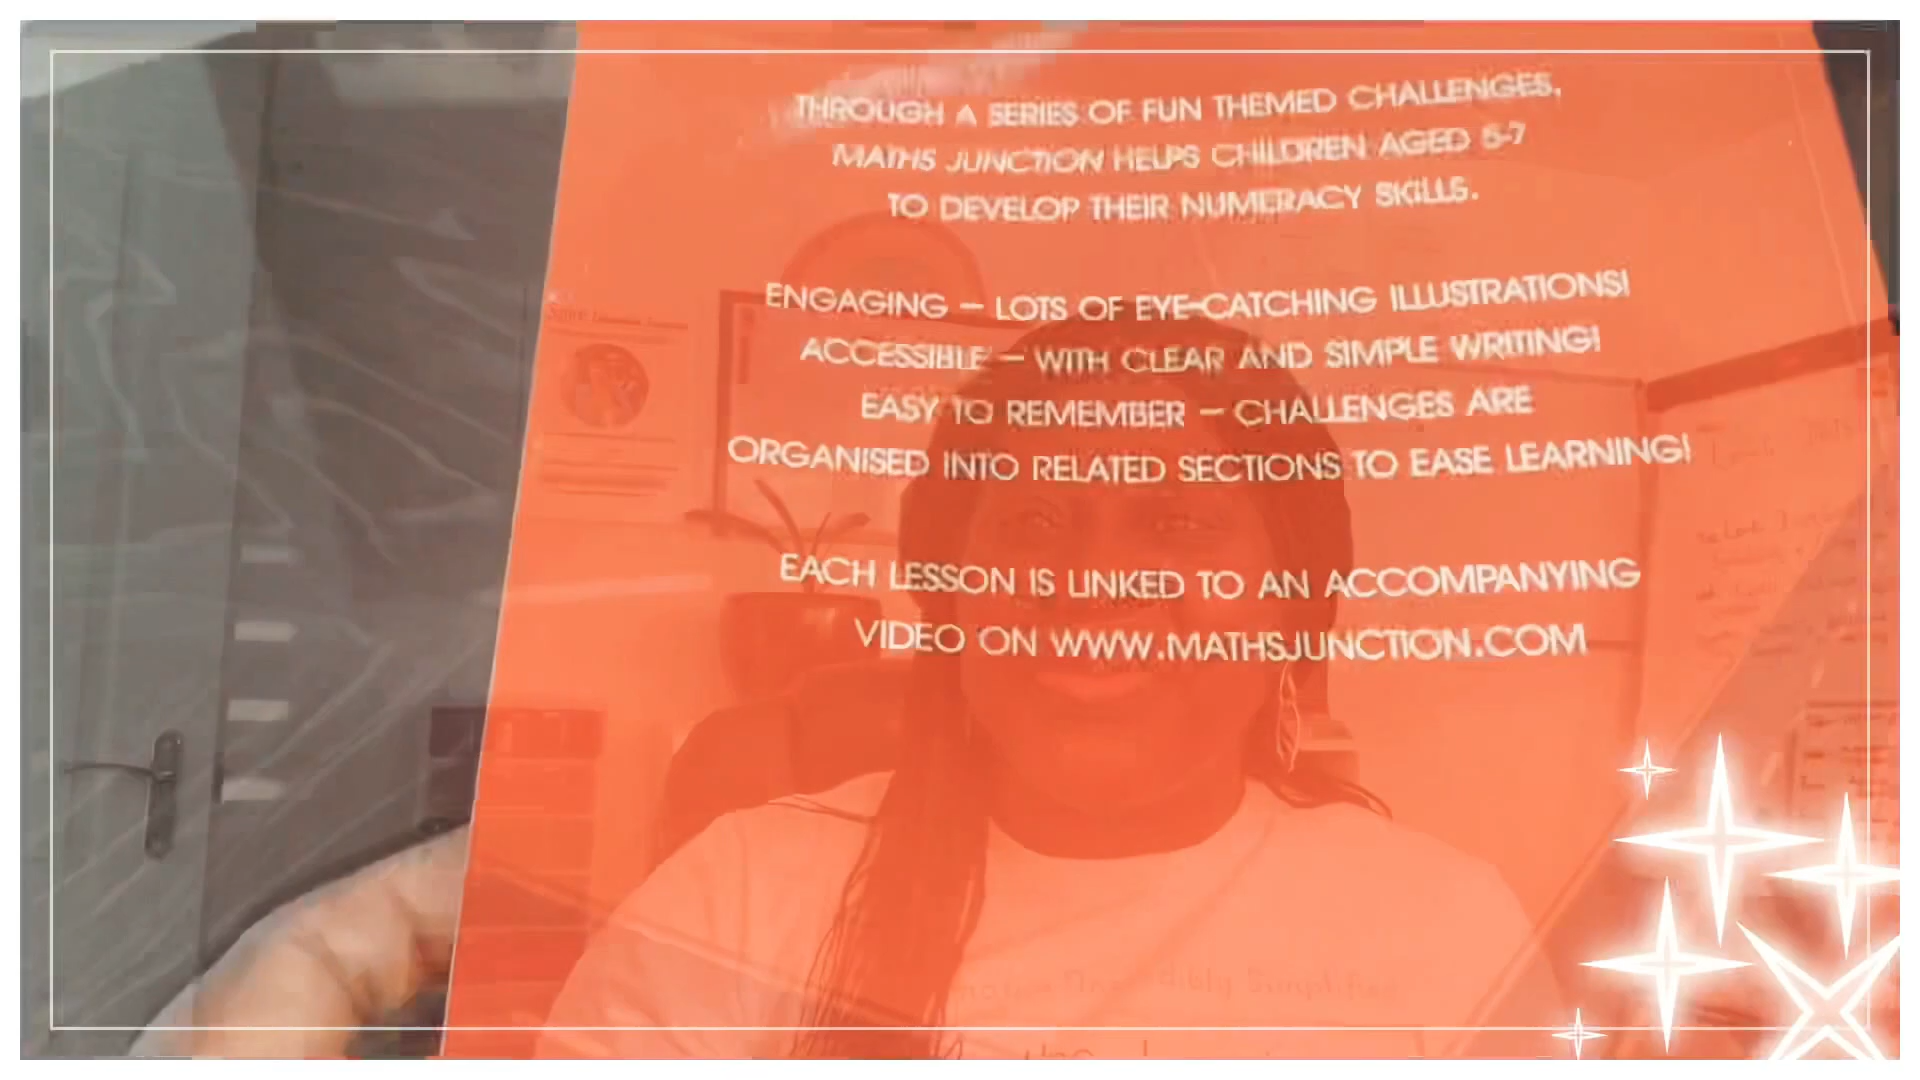 THROUGH A SERIES OF FUN THEMED CHALLENGES,
MATHS JUNCTION HELPS CHILDREN AGED 5-7
TO DEVELOP THEIR NUMERACY SKILLS.
ENGAGING – LOTS OF EYE-CATCHING ILLUSTRATIONS!
ACCESSIBLE – WITH CLEAR AND SIMPLE WRITING!
EASY TO REMEMBER – CHALLENGES ARE
ORGANISED INTO RELATED SECTIONS TO EASE LEARNING!
EACH LESSON IS LINKED TO AN ACCOMPANYING
VIDEO ON WWW.MATHSJUNCTION.COM